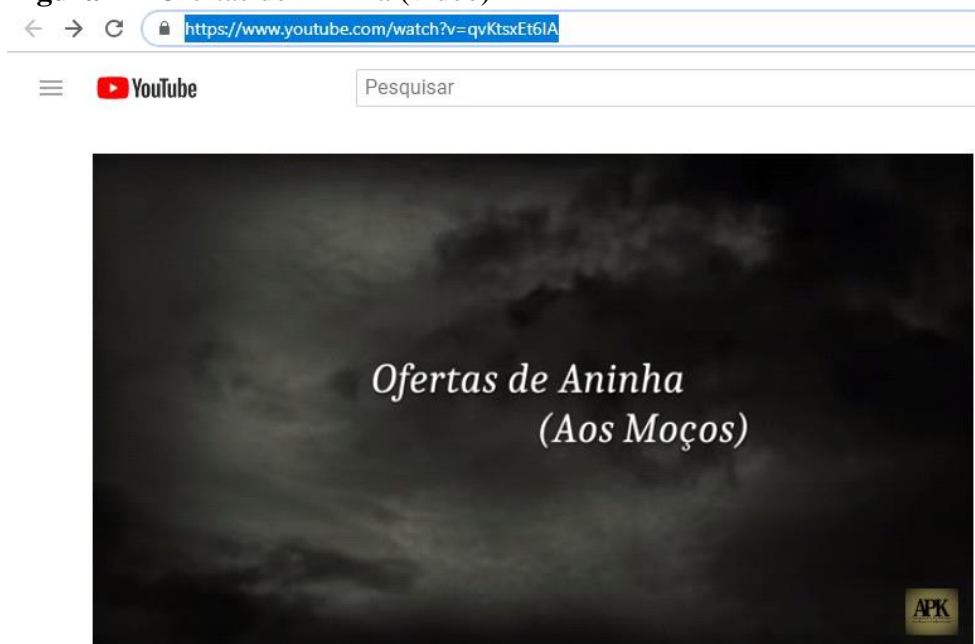 https://www.youtube.com/watch?v=qvKtsxEt6IA
YouTube
Pesquisar
Ofertas de Aninha
(Aos Moços)
APK